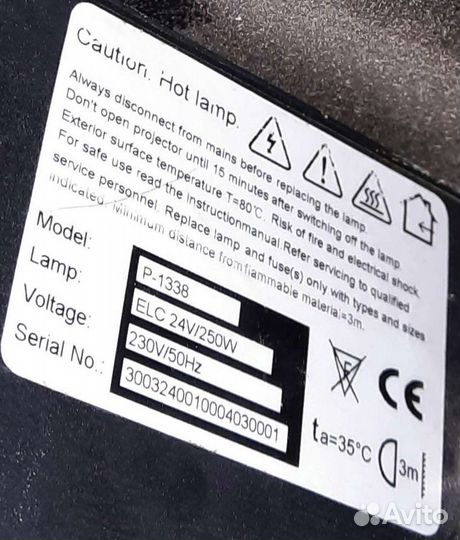 Caution. Hot lamp.
Always disconnect from mains before replacing the lamp.
Don't open projector until 15 minutes after switching off the lamp.
Exterior surface temperature T=80°C. Risk of fire and electrical shock.
For safe use read the Instructionmanual. Refer servicing to qualified
service personnel. Replace lamp and fuse(s) only with types and sizes
indicated. Minimum distance from flammable material=3m.
Model: P-1338
Lamp: ELC 24V/250W
Voltage: 230V/50Hz
Serial No.: 3003240010004030001
F
CE
ta=35°C
3m
Avito